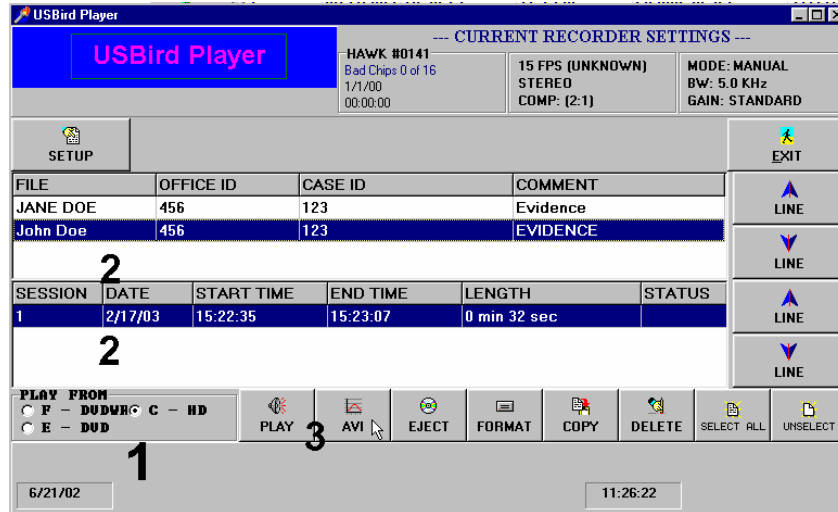 USBird Player
--- CURRENT RECORDER SETTINGS ---
USBird Player
HAWK #0141
Bad Chips 0 of 16
1/1/00
00:00:00
15 FPS (UNKNOWN)
STEREO
COMP: (2:1)
MODE: MANUAL
BW: 5.0 KHz
GAIN: STANDARD
SETUP
EXIT
FILE OFFICE ID CASE ID COMMENT
JANE DOE 456 123 Evidence
John Doe 456 123 EVIDENCE
LINE
LINE
2
SESSION DATE START TIME END TIME LENGTH STATUS
1 2/17/03 15:22:35 15:23:07 0 min 32 sec
LINE
LINE
2
PLAY FROM
F - DVDWR C - HD
E - DVD
1
PLAY 3 AVI EJECT FORMAT COPY DELETE SELECT ALL UNSELECT
6/21/02 11:26:22